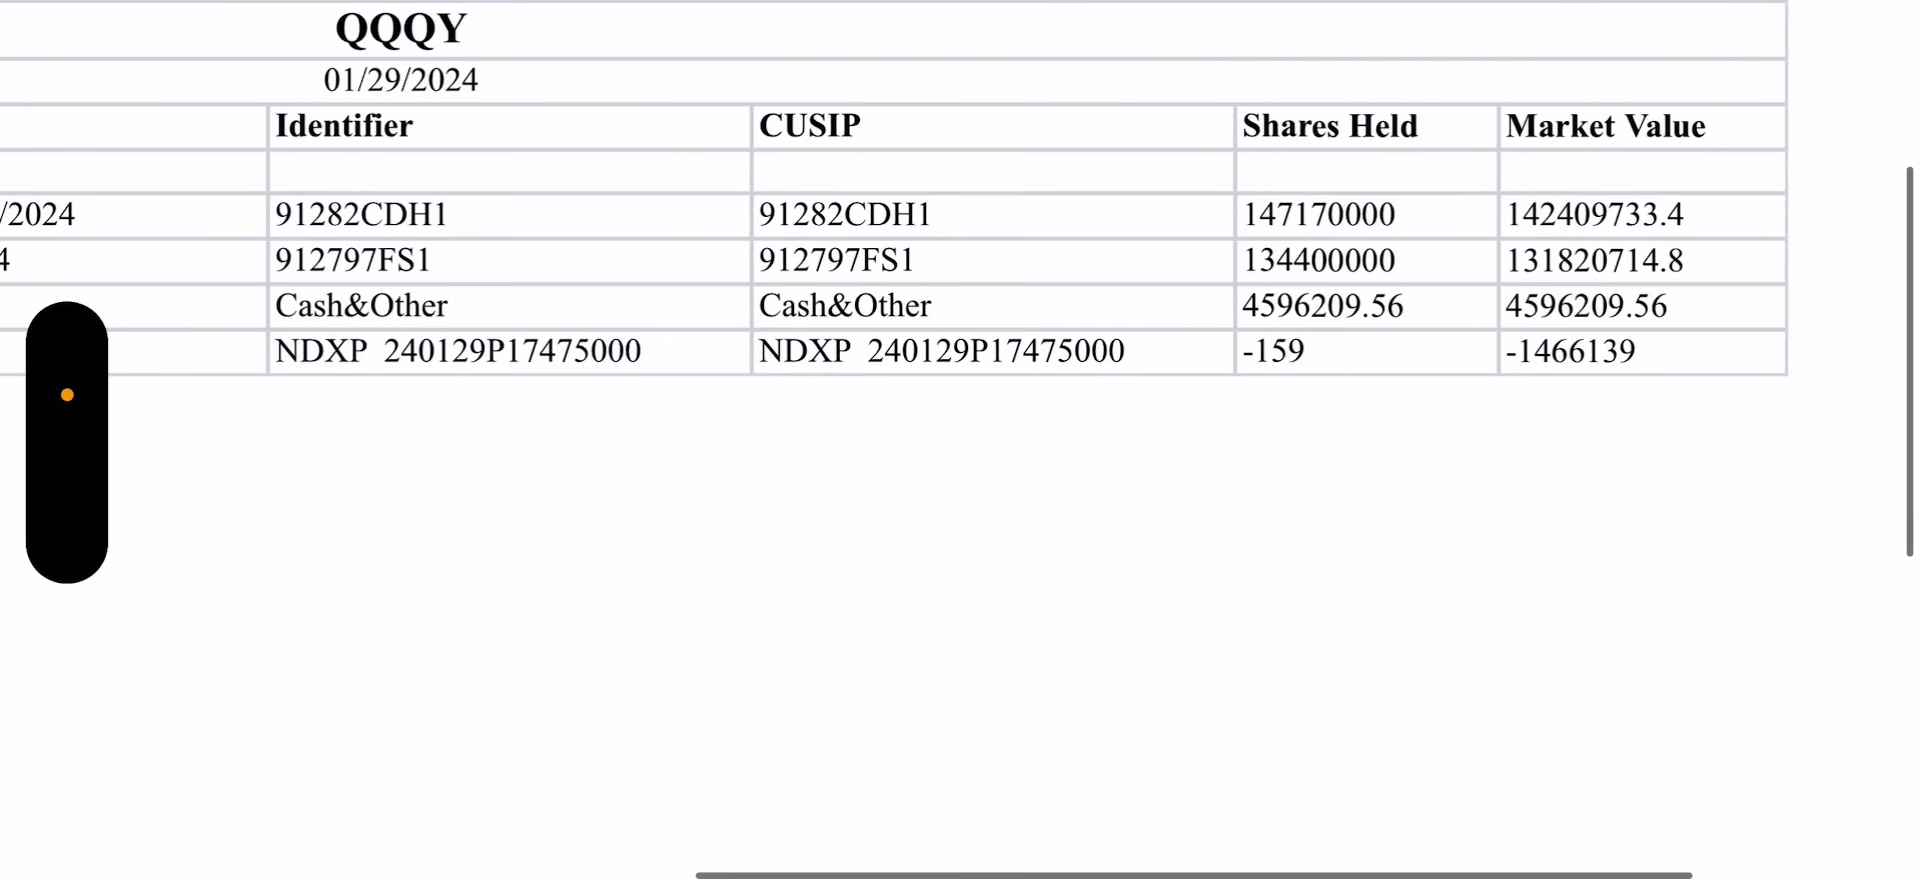 QQQY
01/29/2024
Identifier CUSIP Shares Held Market Value
/2024 91282CDH1 91282CDH1 147170000 142409733.4
4 912797FS1 912797FS1 134400000 131820714.8
Cash&Other Cash&Other 4596209.56 4596209.56
NDXP 240129P17475000 NDXP 240129P17475000 -159 -1466139